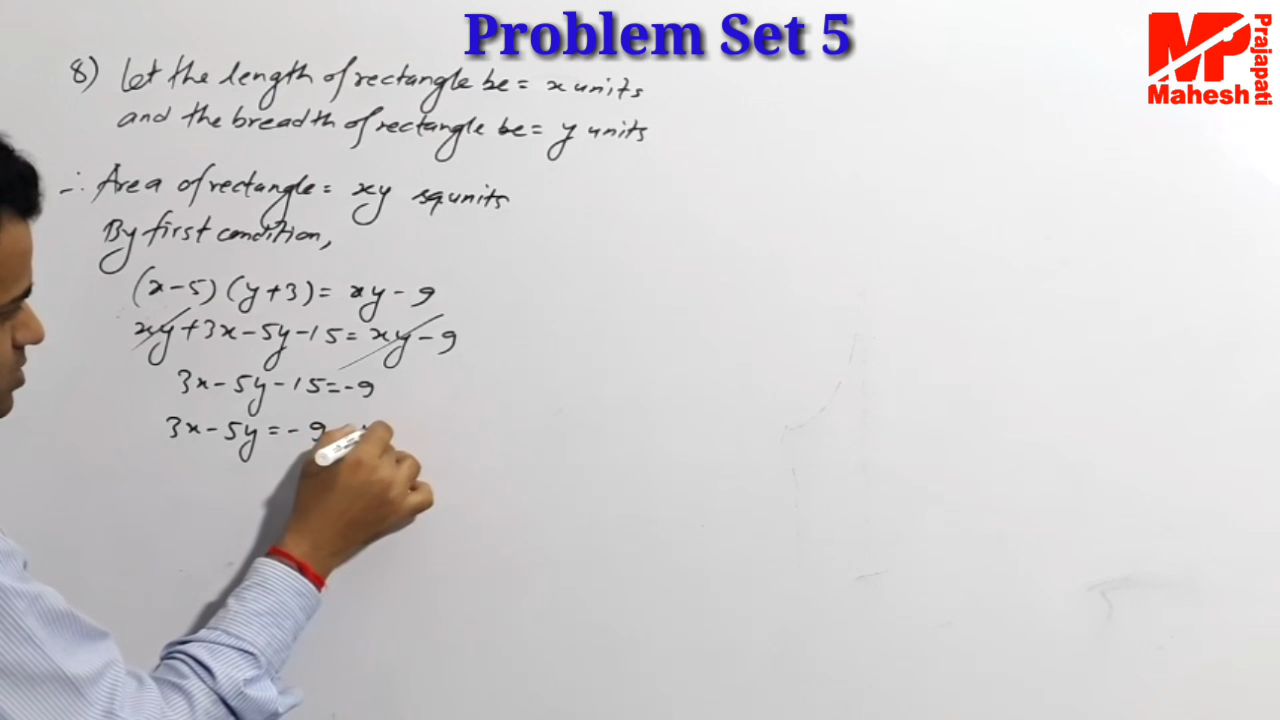 Problem Set 5
MP
Mahesh
Prajapati
8) Let the length of rectangle be = x units
and the breadth of rectangle be = y units
∴ Area of rectangle = xy sq.units
By first condition,
(x-5) (y+3) = xy - 9
xy + 3x - 5y - 15 = xy - 9
3x - 5y - 15 = -9
3x - 5y = - 9